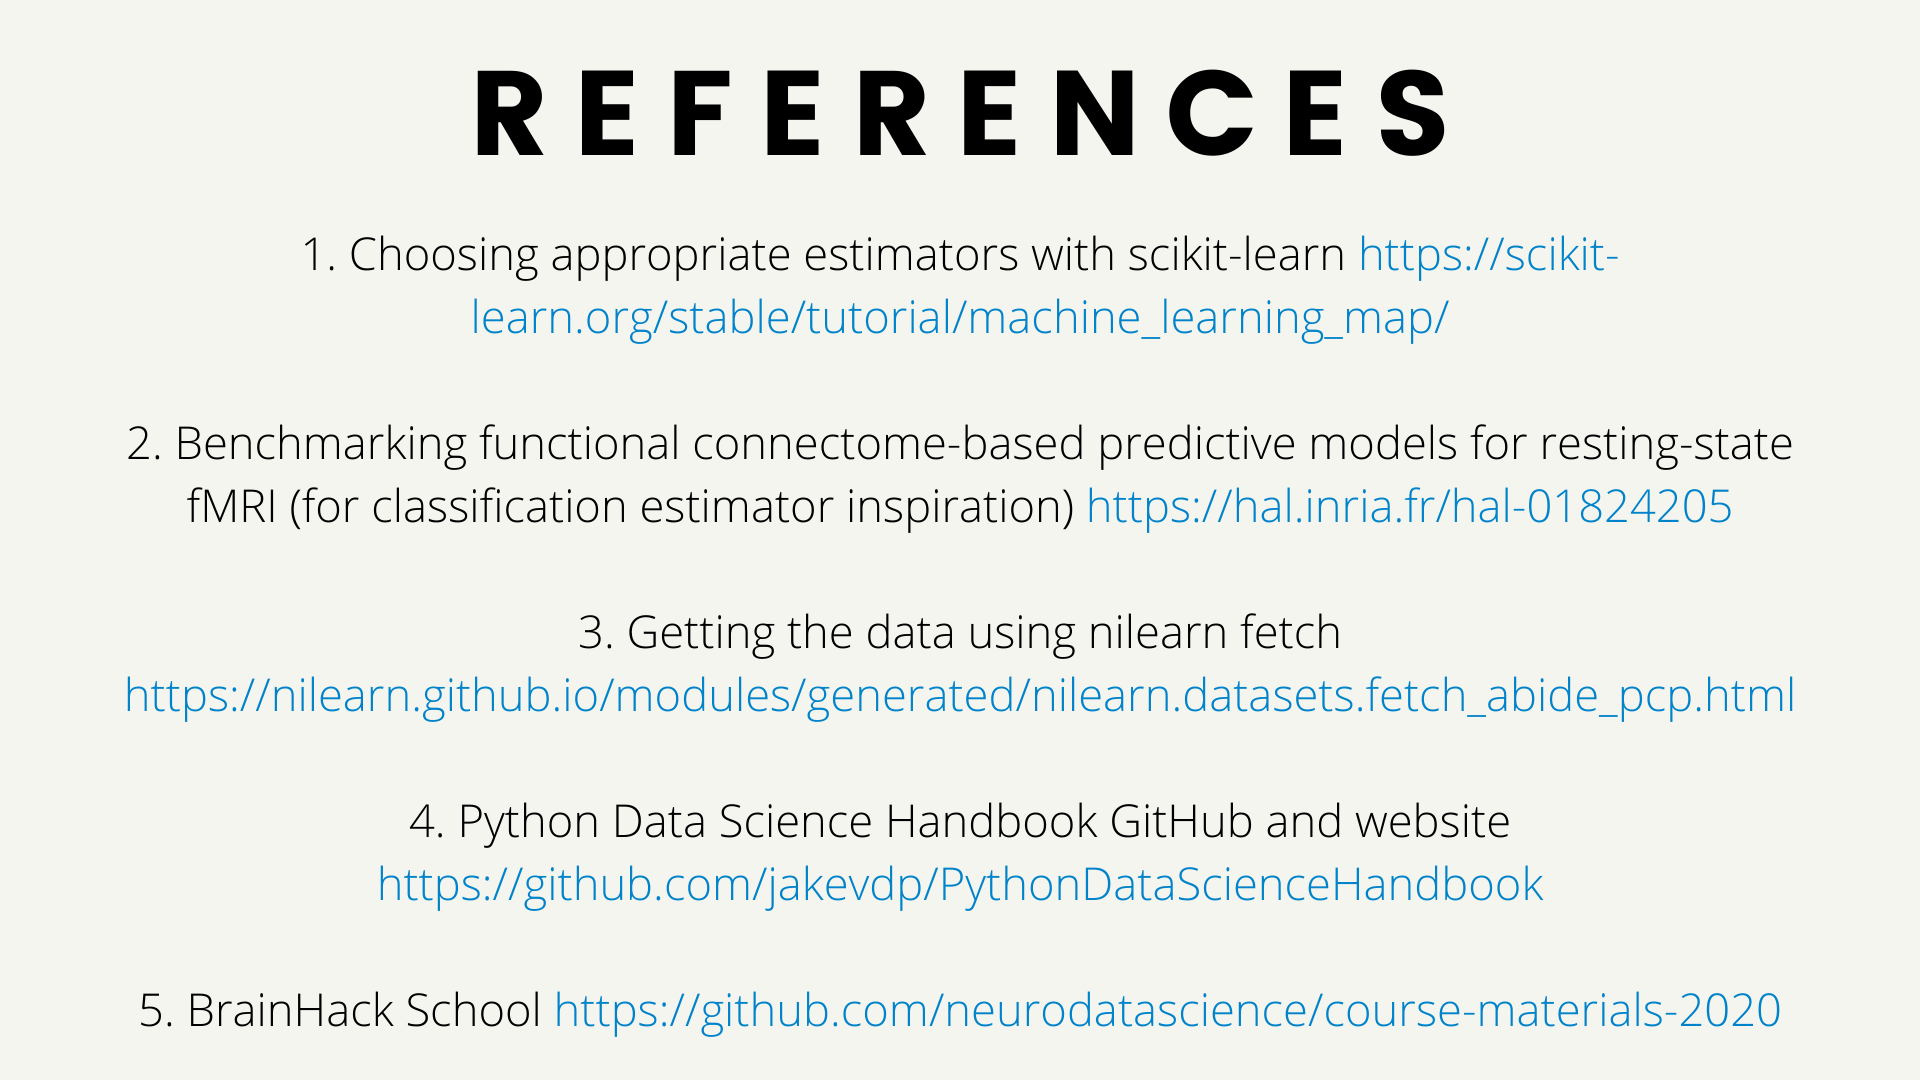 REFERENCES
1. Choosing appropriate estimators with scikit-learn https://scikit-
learn.org/stable/tutorial/machine_learning_map/
2. Benchmarking functional connectome-based predictive models for resting-state
fMRI (for classification estimator inspiration) https://hal.inria.fr/hal-01824205
3. Getting the data using nilearn fetch
https://nilearn.github.io/modules/generated/nilearn.datasets.fetch_abide_pcp.html
4. Python Data Science Handbook GitHub and website
https://github.com/jakevdp/PythonDataScienceHandbook
5. BrainHack School https://github.com/neurodatascience/course-materials-2020